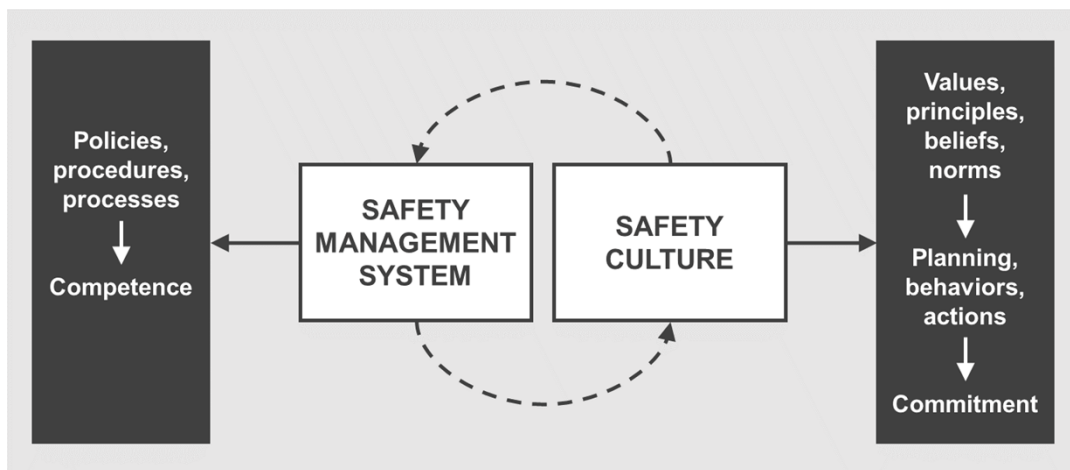 Policies,
procedures,
processes
Competence
SAFETY
MANAGEMENT
SYSTEM
SAFETY
CULTURE
Values,
principles,
beliefs,
norms
Planning,
behaviors,
actions
Commitment